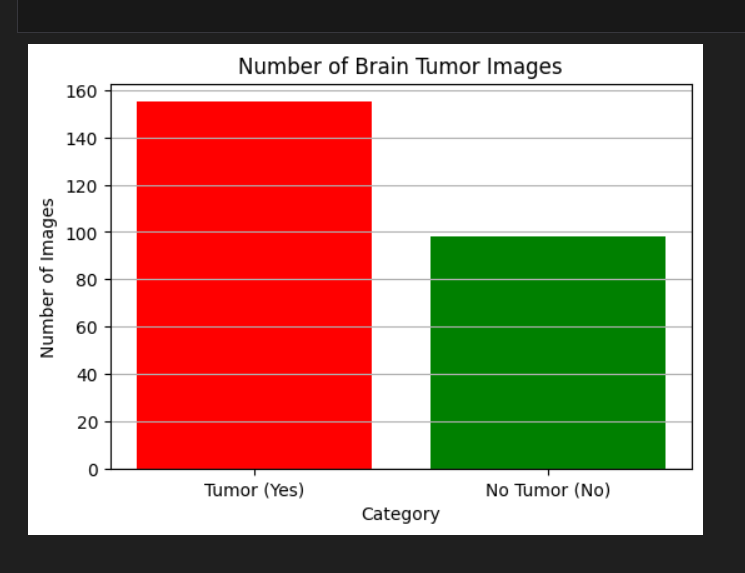 Number of Brain Tumor Images
160
140
120
100
80
60
40
20
0
Number of Images
Tumor (Yes)
No Tumor (No)
Category